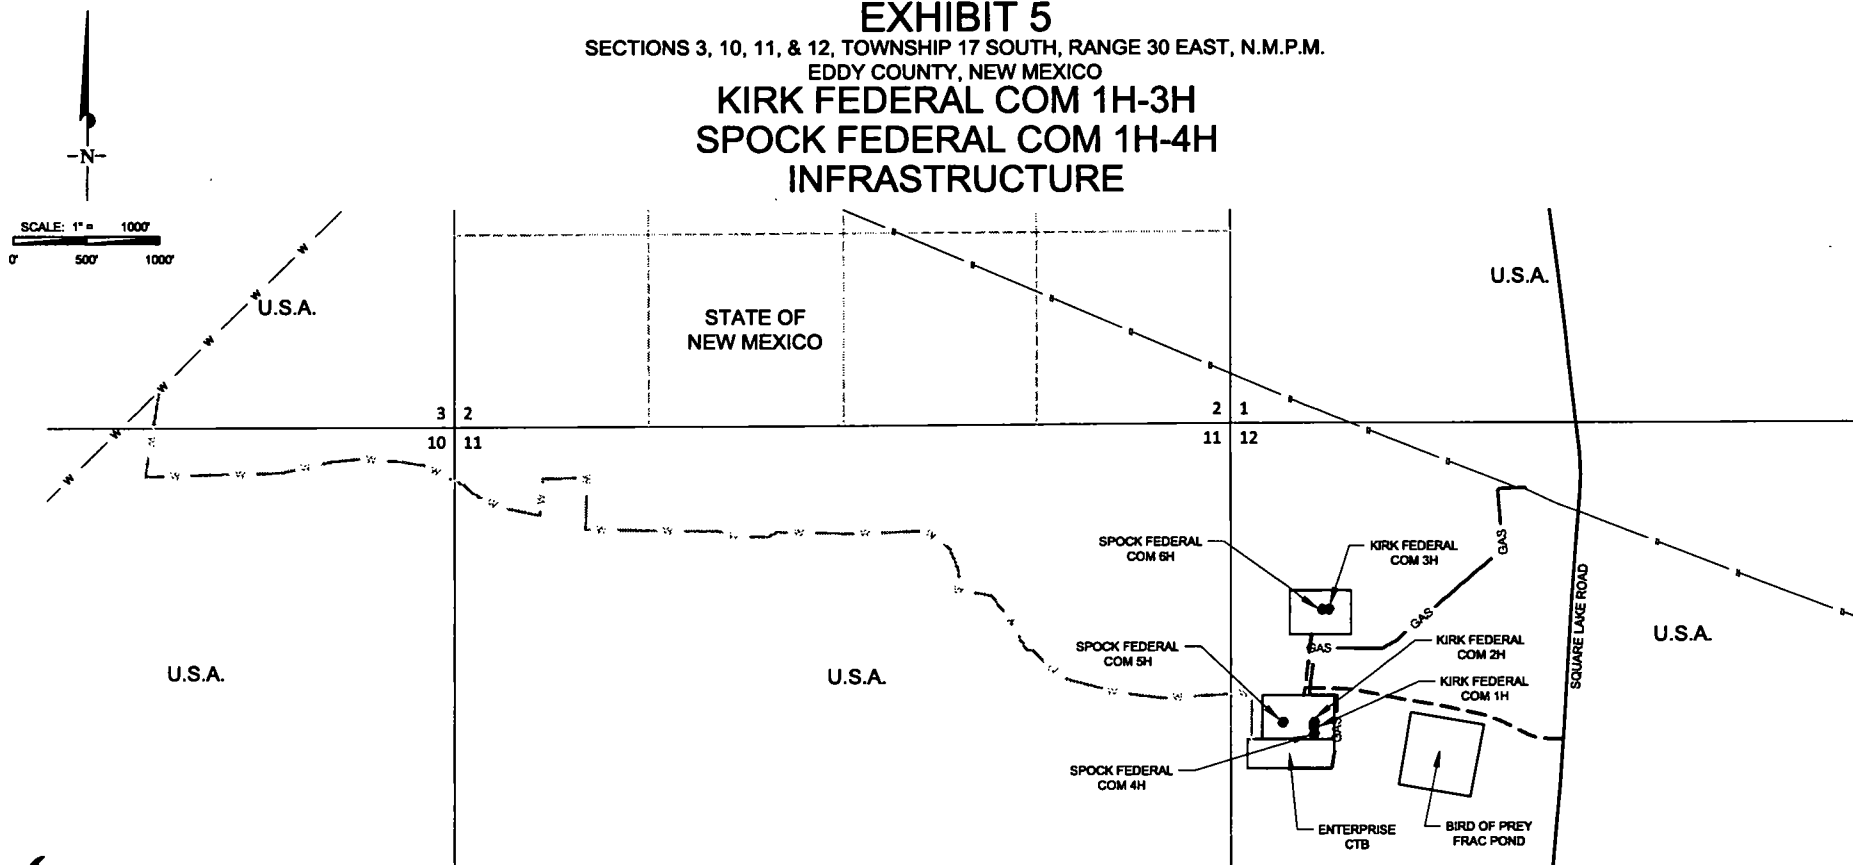 EXHIBIT 5
SECTIONS 3, 10, 11, & 12, TOWNSHIP 17 SOUTH, RANGE 30 EAST, N.M.P.M.
EDDY COUNTY, NEW MEXICO
KIRK FEDERAL COM 1H-3H
SPOCK FEDERAL COM 1H-4H
INFRASTRUCTURE
-N-
SCALE: 1" = 1000'
0' 500' 1000'
U.S.A.
U.S.A.
STATE OF
NEW MEXICO
3 2
2 1
10 11
11 12
W W W W W W
W W W W W W W W W W W W W W W W W W W W W
SPOCK FEDERAL
COM 6H
KIRK FEDERAL
COM 3H
GAS
GAS
GAS
GAS
SQUARE LAKE ROAD
U.S.A.
U.S.A.
U.S.A.
SPOCK FEDERAL
COM 5H
KIRK FEDERAL
COM 2H
KIRK FEDERAL
COM 1H
SPOCK FEDERAL
COM 4H
ENTERPRISE
CTB
BIRD OF PREY
FRAC POND